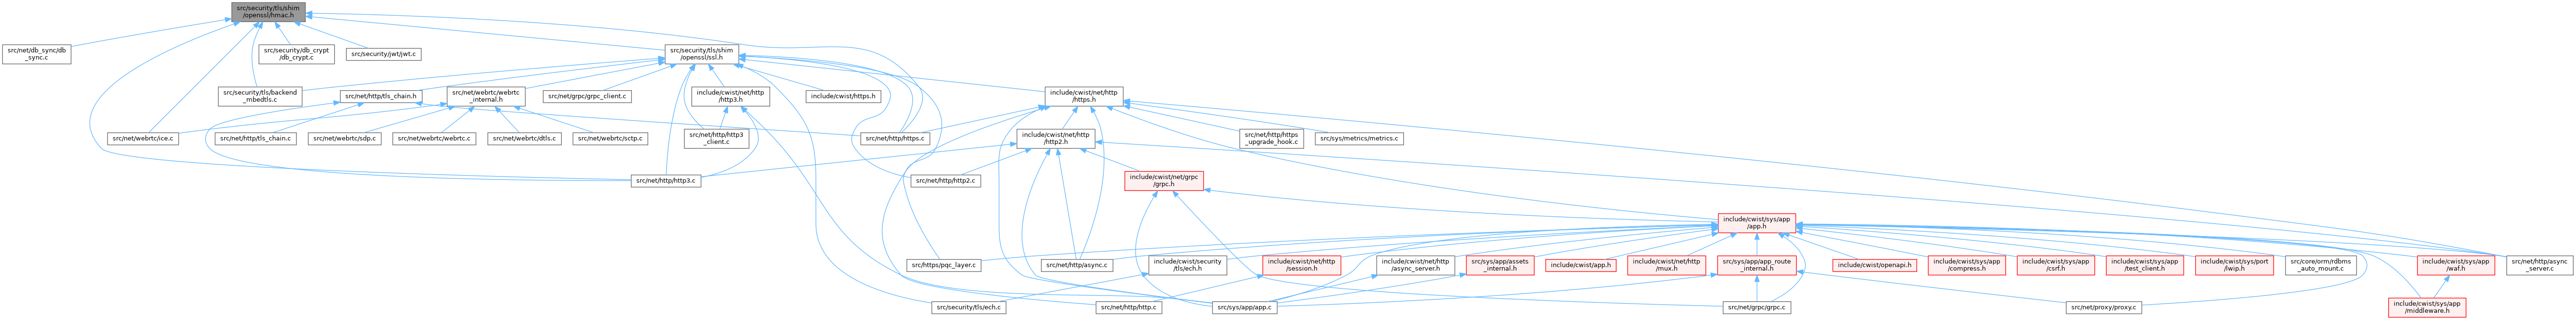 src/security/tls/shim
/openssl/hmac.h
src/net/db_sync/db
_sync.c
src/security/db_crypt
/db_crypt.c
src/security/jwt/jwt.c
src/security/tls/shim
/openssl/ssl.h
src/security/tls/backend
_mbedtls.c
src/net/http/tls_chain.h
src/net/webrtc/webrtc
_internal.h
src/net/grpc/grpc_client.c
include/cwist/net/http
/http3.h
include/cwist/https.h
include/cwist/net/http
/https.h
src/net/webrtc/ice.c
src/net/http/tls_chain.c
src/net/webrtc/sdp.c
src/net/webrtc/webrtc.c
src/net/webrtc/dtls.c
src/net/webrtc/sctp.c
src/net/http/http3
_client.c
src/net/http/https.c
include/cwist/net/http
/http2.h
src/net/http/https
_upgrade_hook.c
src/sys/metrics/metrics.c
src/net/http/http3.c
src/net/http/http2.c
include/cwist/net/grpc
/grpc.h
include/cwist/sys/app
/app.h
src/https/pqc_layer.c
src/net/http/async.c
include/cwist/security
/tls/ech.h
include/cwist/net/http
/session.h
include/cwist/net/http
/async_server.h
src/sys/app/assets
_internal.h
include/cwist/app.h
include/cwist/net/http
/mux.h
src/sys/app/app_route
_internal.h
include/cwist/openapi.h
include/cwist/sys/app
/compress.h
include/cwist/sys/app
/csrf.h
include/cwist/sys/app
/test_client.h
include/cwist/sys/port
/lwip.h
src/core/orm/rdbms
_auto_mount.c
include/cwist/sys/app
/waf.h
src/net/http/async
_server.c
src/security/tls/ech.c
src/net/http/http.c
src/sys/app/app.c
src/net/grpc/grpc.c
src/net/proxy/proxy.c
include/cwist/sys/app
/middleware.h